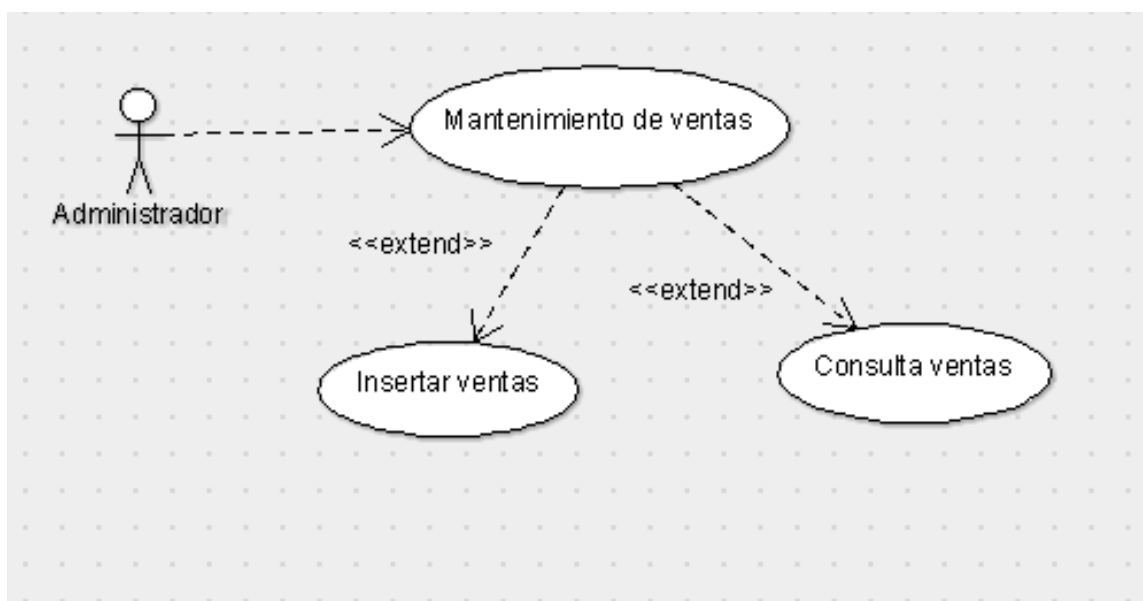 Mantenimiento de ventas
Administrador
<<extend>>
<<extend>>
Insertar ventas
Consulta ventas